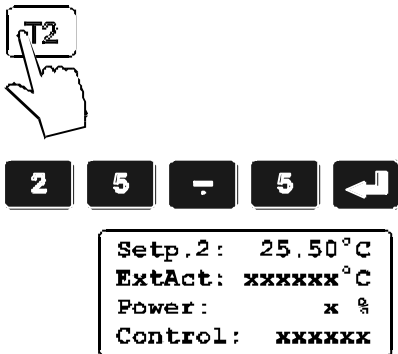 T2
2 5 . 5
Setp.2: 25.50°C
ExtAct: xxxxxx°C
Power: x %
Control: xxxxxx